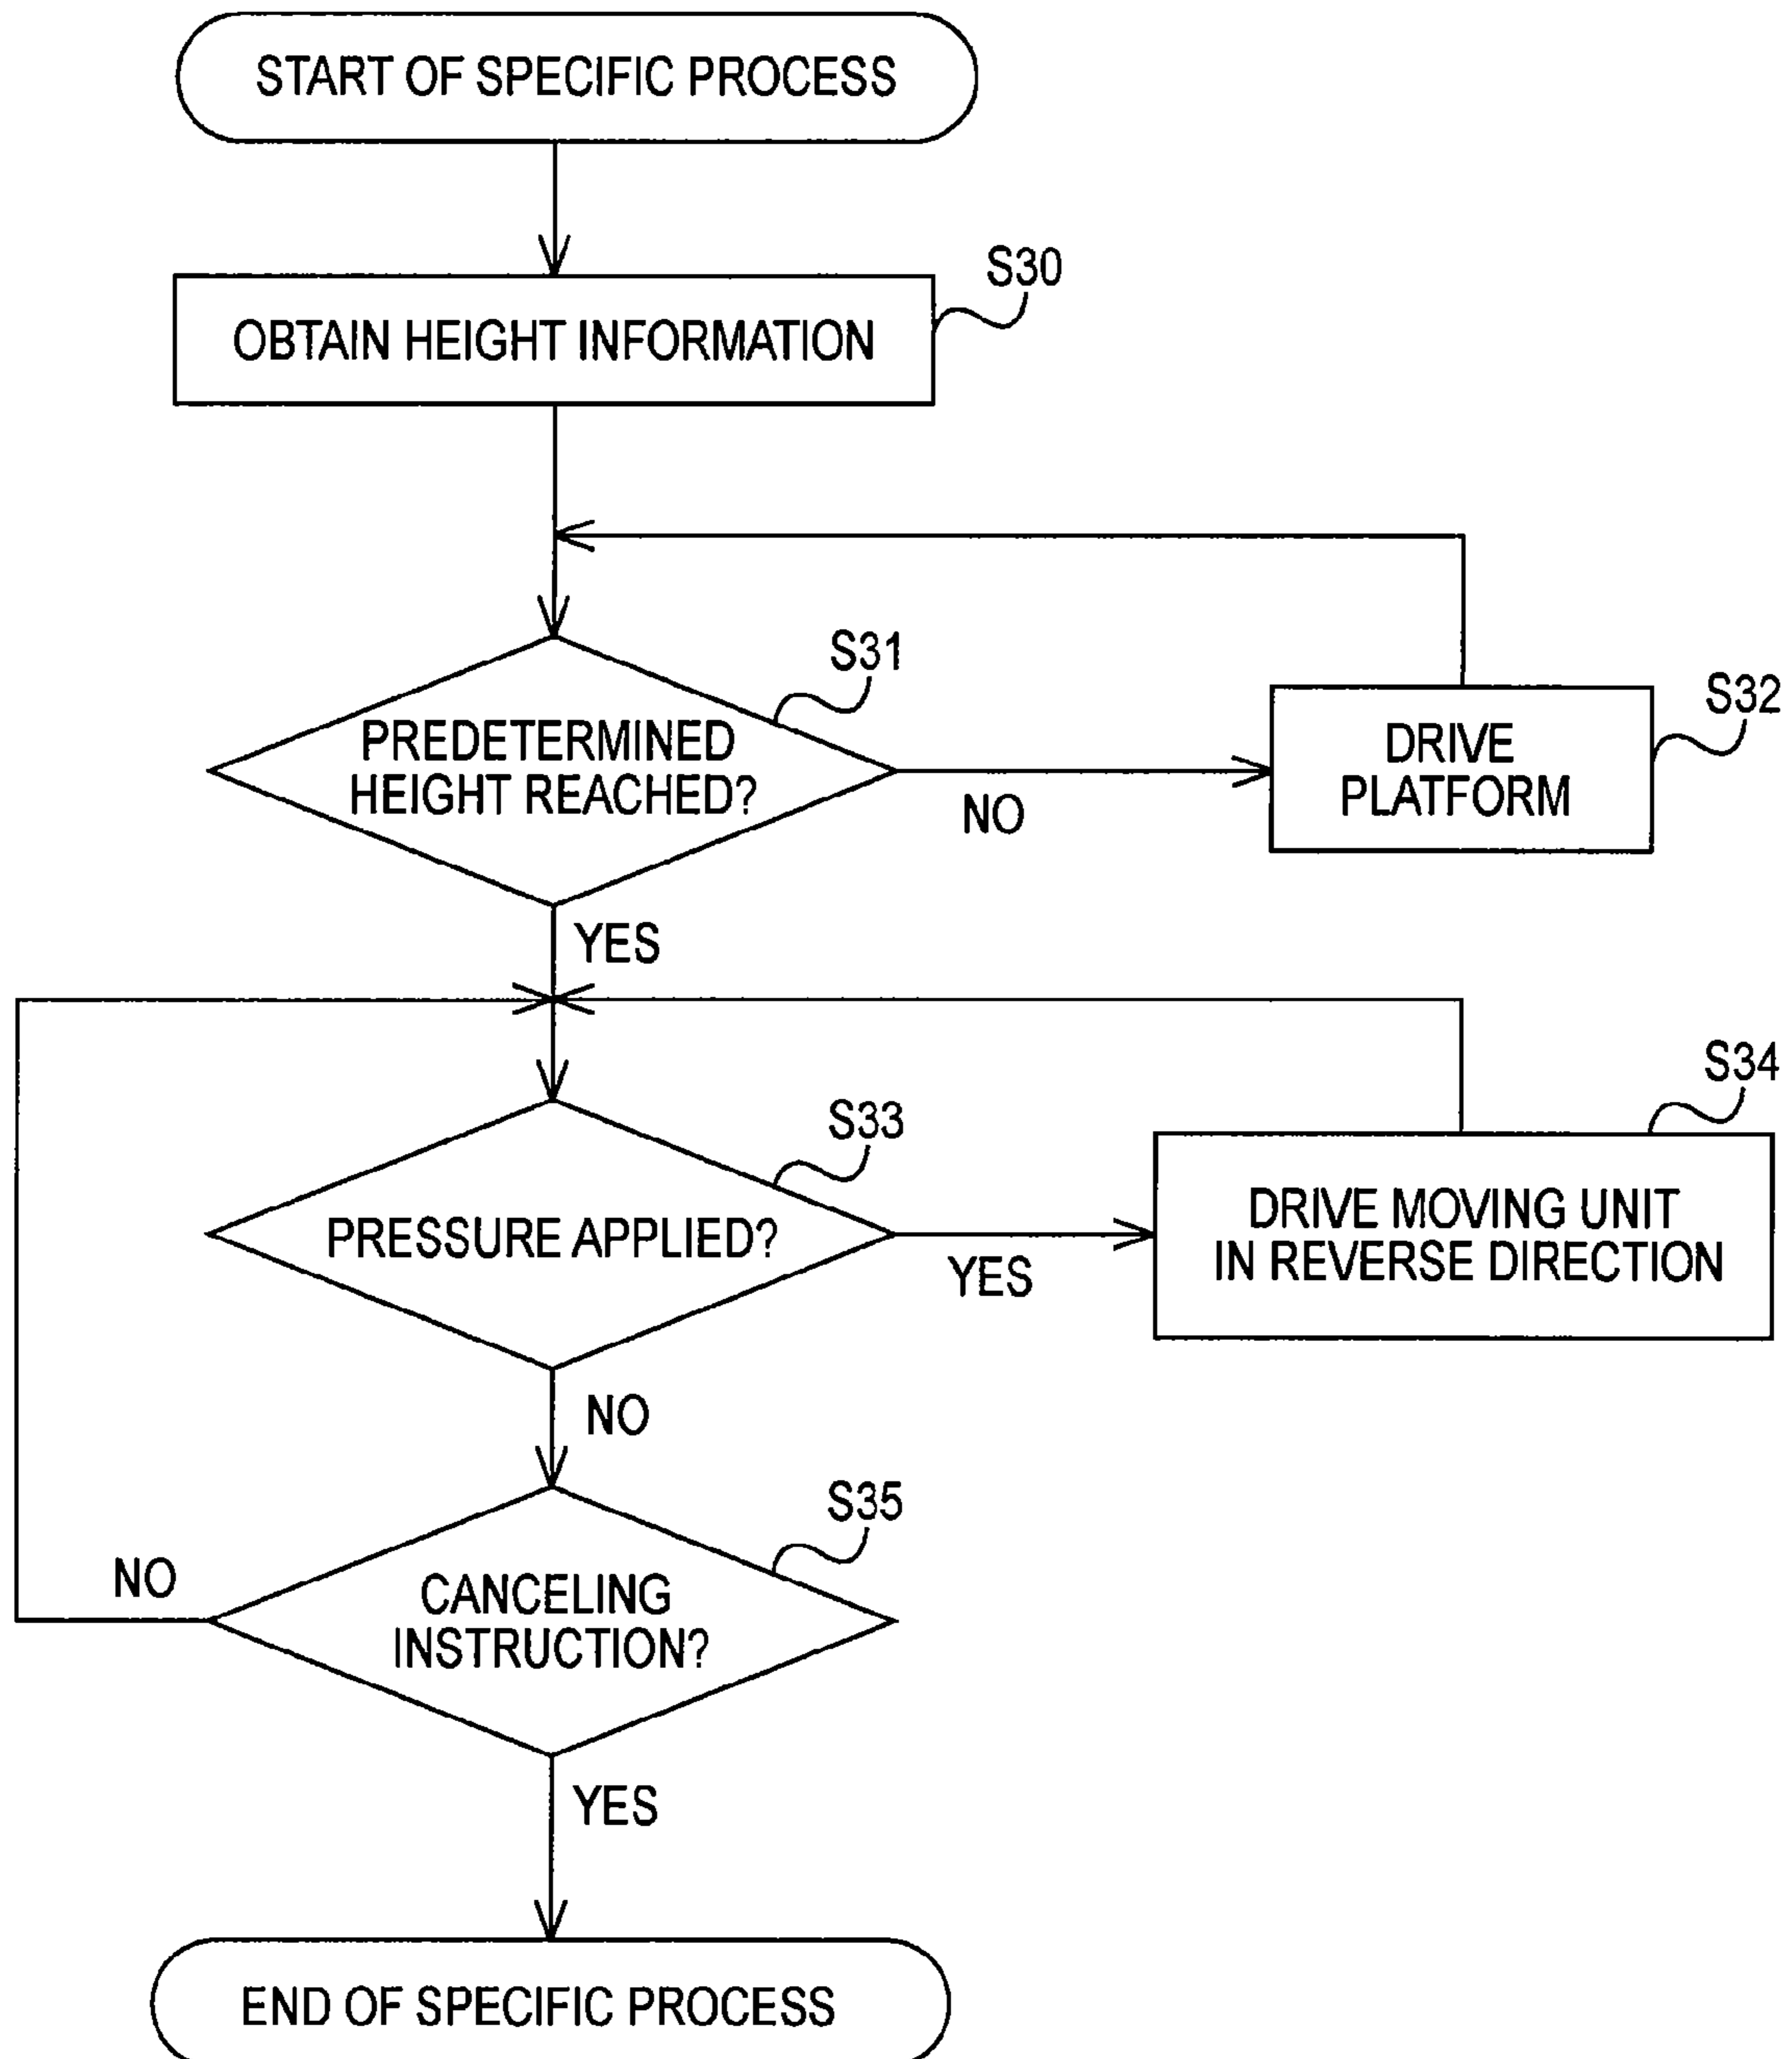 START OF SPECIFIC PROCESS
S30
OBTAIN HEIGHT INFORMATION
S31
PREDETERMINED
HEIGHT REACHED?
NO
S32
DRIVE
PLATFORM
YES
S33
PRESSURE APPLIED?
YES
S34
DRIVE MOVING UNIT
IN REVERSE DIRECTION
NO
S35
CANCELING
INSTRUCTION?
NO
YES
END OF SPECIFIC PROCESS